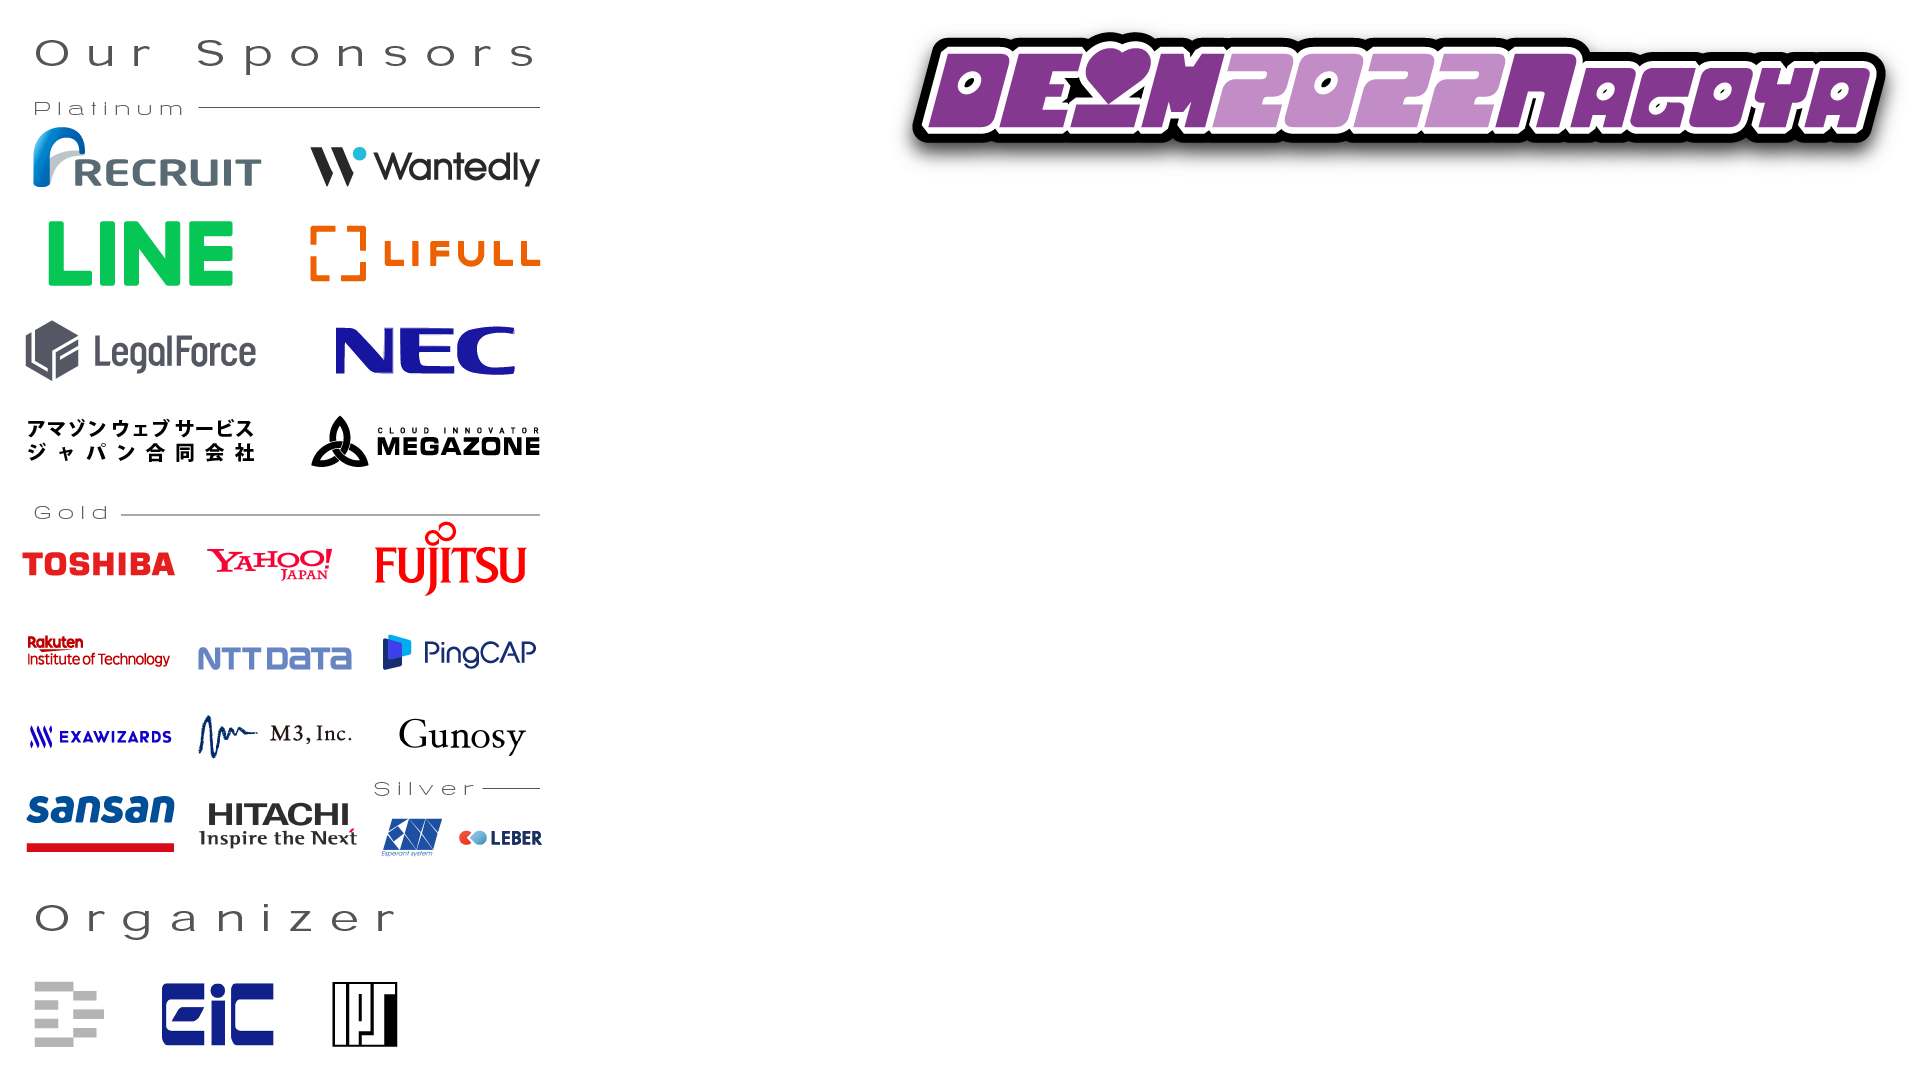 Our Sponsors
Platinum
RECRUIT
Wantedly
LINE
LIFULL
LegalForce
NEC
アマゾン ウェブ サービス
ジャパン合同会社
CLOUD INNOVATOR
MEGAZONE
Gold
TOSHIBA
YAHOO!
JAPAN
FUJITSU
Rakuten
Institute of Technology
NTT DATA
PingCAP
EXAWIZARDS
M3, Inc.
Gunosy
sansan
HITACHI
Inspire the Next
Silver
Esperant system
LEBER
Organizer
EiC
IPSJ
DEIM2022NAGOYA